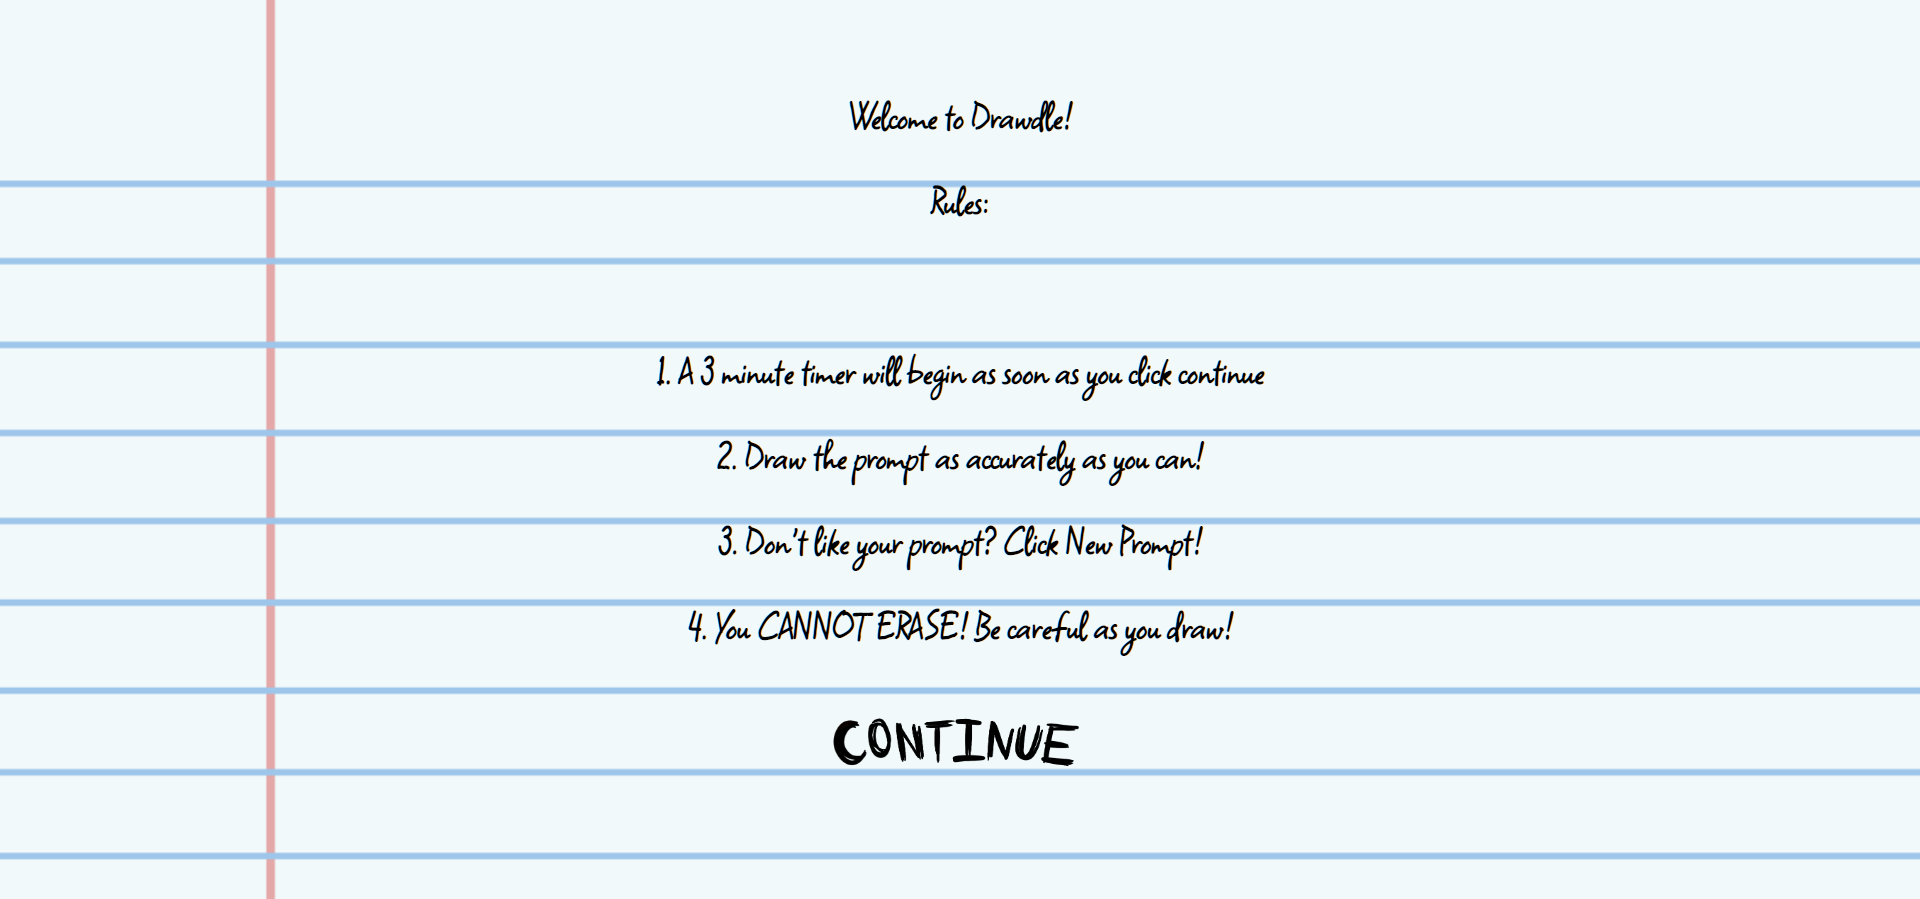 Welcome to Drawdle!
Rules:
1. A 3 minute timer will begin as soon as you click continue
2. Draw the prompt as accurately as you can!
3. Don't like your prompt? Click New Prompt!
4. You CANNOT ERASE! Be careful as you draw!
CONTINUE